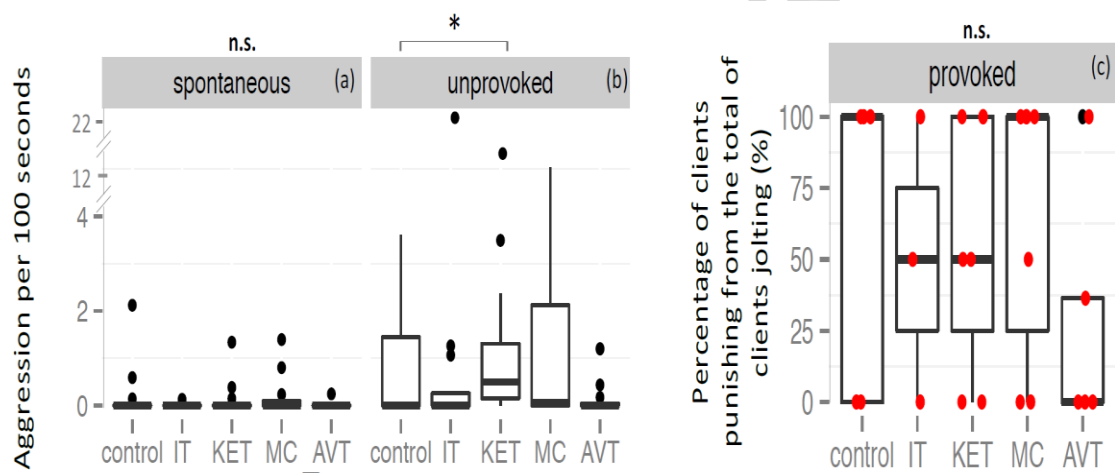 n.s.
*
spontaneous (a)
unprovoked (b)
Aggression per 100 seconds
22
12
4
2
0
control IT KET MC AVT
control IT KET MC AVT
n.s.
provoked (c)
Percentage of clients
punishing from the total of
clients jolting (%)
100
75
50
25
0
control IT KET MC AVT